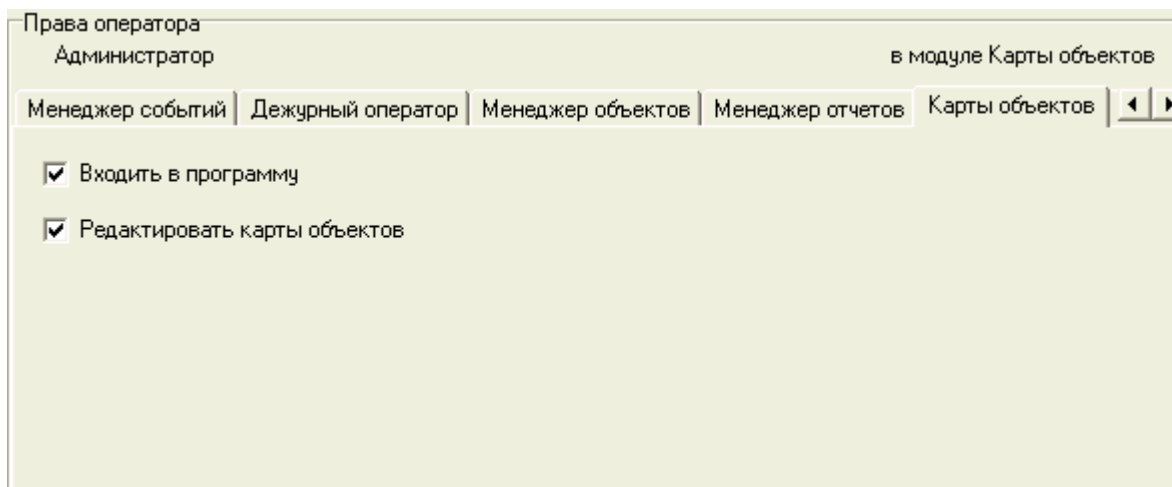 Права оператора
Администратор в модуле Карты объектов
Менеджер событий Дежурный оператор Менеджер объектов Менеджер отчетов Карты объектов
Входить в программу
Редактировать карты объектов